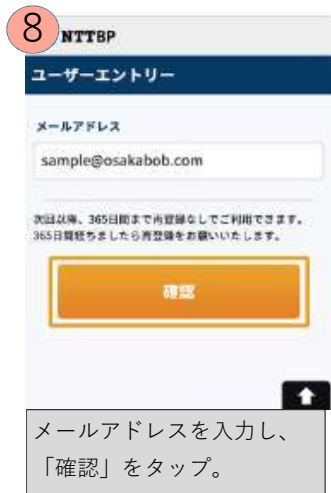 8
NTTBP
ユーザーエントリー
メールアドレス
sample@osakabob.com
次回以降、365日間まで再登録なしでご利用できます。
365日間経ちましたら再登録をお願いいたします。
確認
メールアドレスを入力し、
「確認」をタップ。